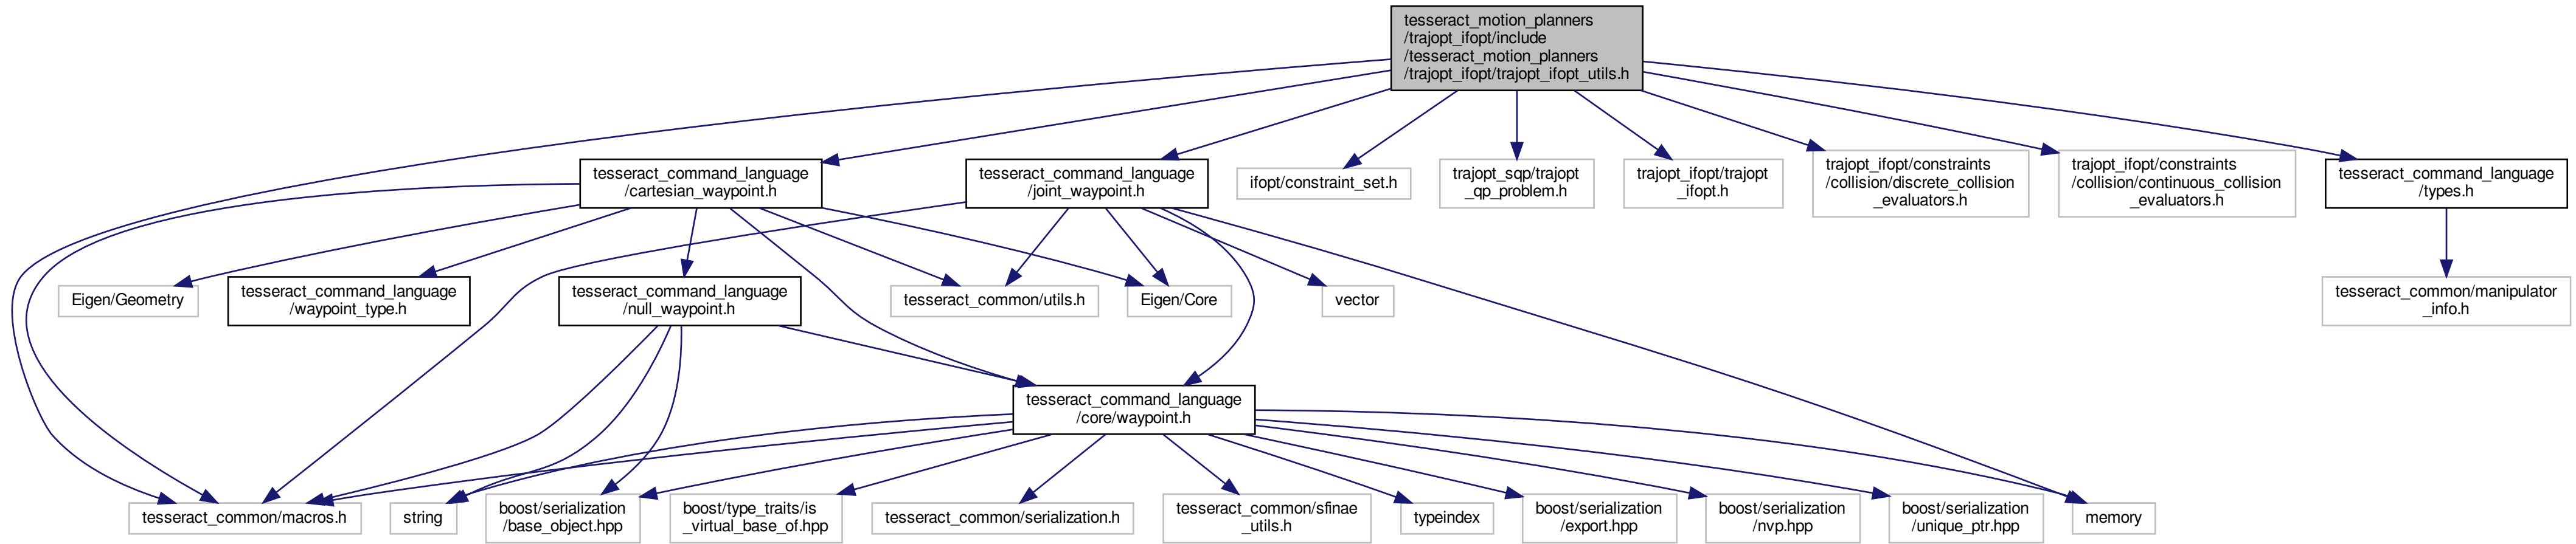 tesseract_motion_planners
/trajopt_ifopt/include
/tesseract_motion_planners
/trajopt_ifopt/trajopt_ifopt_utils.h
tesseract_command_language
/cartesian_waypoint.h
tesseract_command_language
/joint_waypoint.h
ifopt/constraint_set.h
trajopt_sqp/trajopt
_qp_problem.h
trajopt_ifopt/trajopt
_ifopt.h
trajopt_ifopt/constraints
/collision/discrete_collision
_evaluators.h
trajopt_ifopt/constraints
/collision/continuous_collision
_evaluators.h
tesseract_command_language
/types.h
Eigen/Geometry
tesseract_command_language
/waypoint_type.h
tesseract_command_language
/null_waypoint.h
tesseract_common/utils.h
Eigen/Core
vector
tesseract_common/manipulator
_info.h
tesseract_command_language
/core/waypoint.h
tesseract_common/macros.h
string
boost/serialization
/base_object.hpp
boost/type_traits/is
_virtual_base_of.hpp
tesseract_common/serialization.h
tesseract_common/sfinae
_utils.h
typeindex
boost/serialization
/export.hpp
boost/serialization
/nvp.hpp
boost/serialization
/unique_ptr.hpp
memory